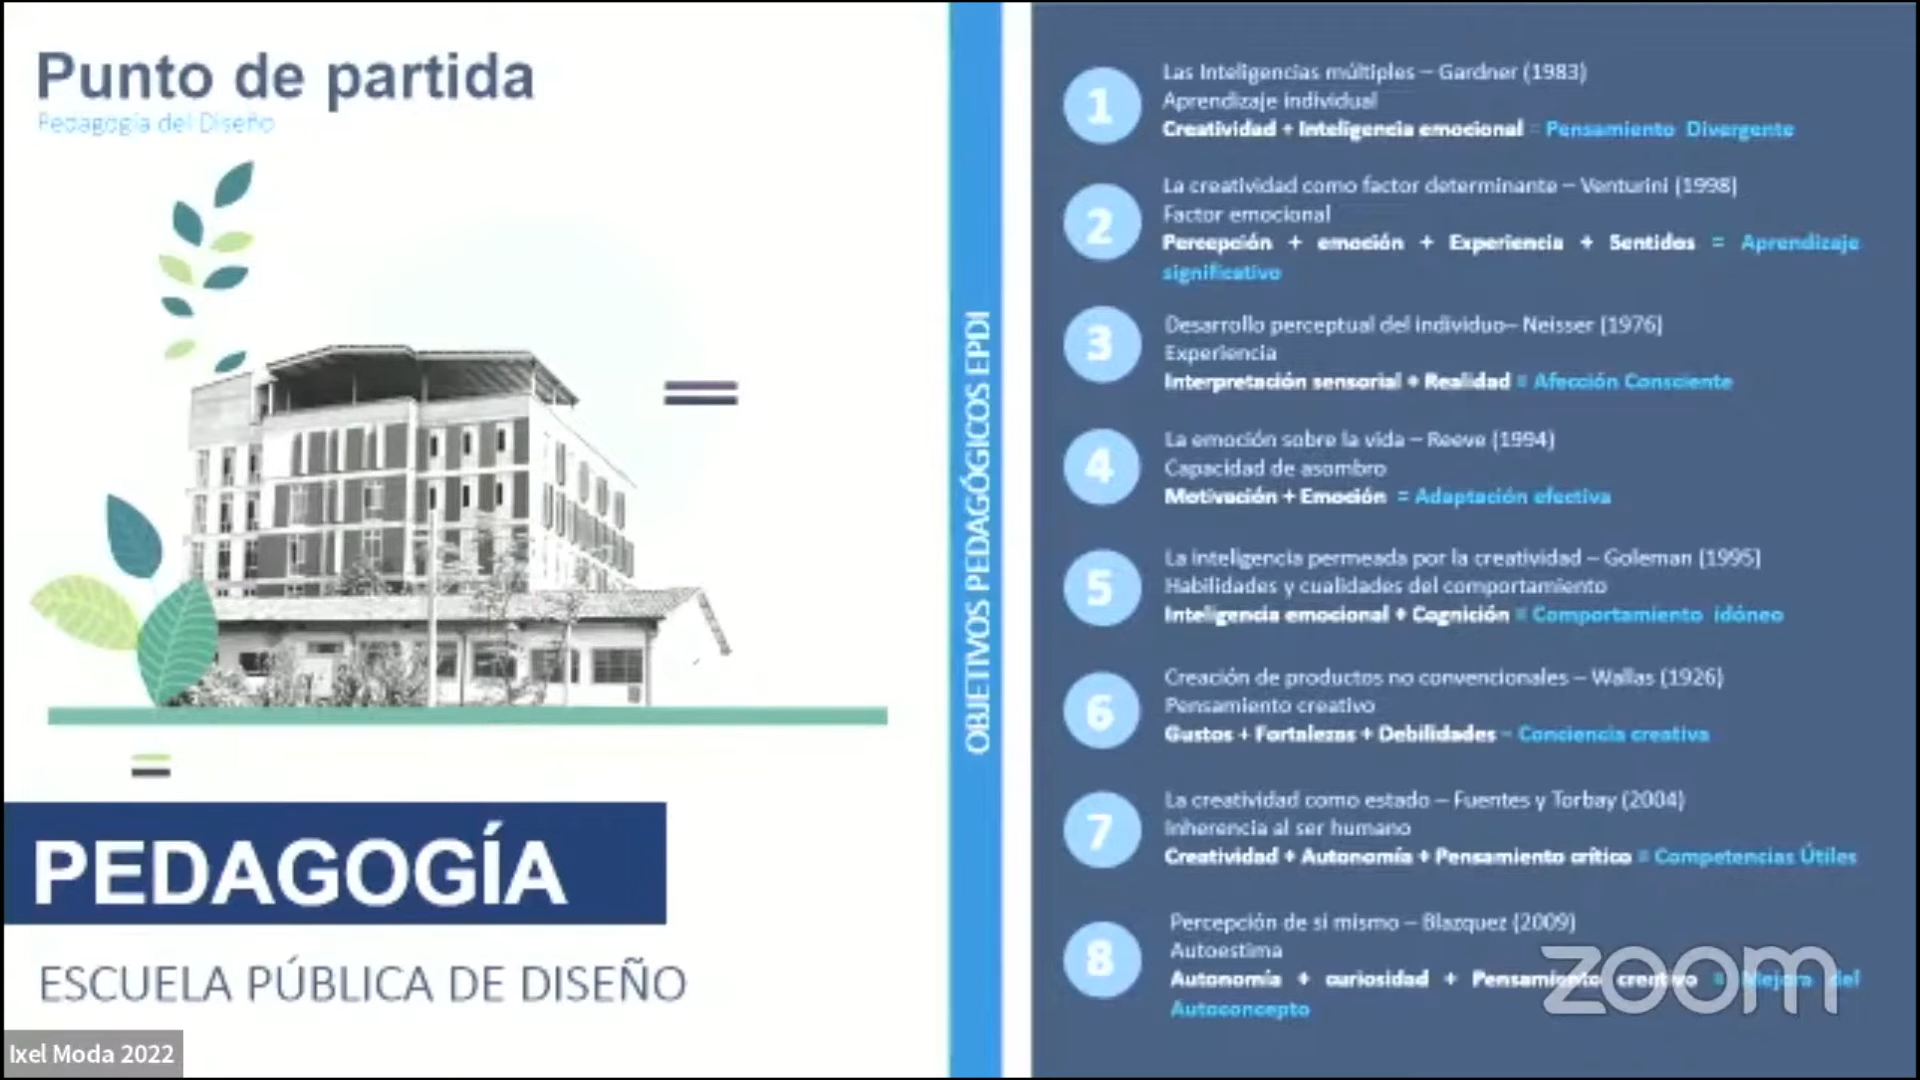 Punto de partida
Pedagogía del Diseño
PEDAGOGÍA
ESCUELA PÚBLICA DE DISEÑO
Ixel Moda 2022
OBJETIVOS PEDAGÓGICOS EPDI
1
Las Inteligencias múltiples – Gardner (1983)
Aprendizaje individual
Creatividad + Inteligencia emocional = Pensamiento Divergente
2
La creatividad como factor determinante – Venturini (1998)
Factor emocional
Percepción + emoción + Experiencia + Sentidos = Aprendizaje
significativo
3
Desarrollo perceptual del individuo– Neisser (1976)
Experiencia
Interpretación sensorial + Realidad = Afección Consciente
4
La emoción sobre la vida – Reeve (1994)
Capacidad de asombro
Motivación + Emoción = Adaptación efectiva
5
La inteligencia permeada por la creatividad – Goleman (1995)
Habilidades y cualidades del comportamiento
Inteligencia emocional + Cognición = Comportamiento idóneo
6
Creación de productos no convencionales – Wallas (1926)
Pensamiento creativo
Gustos + Fortalezas + Debilidades = Conciencia creativa
7
La creatividad como estado – Fuentes y Torbay (2004)
Inherencia al ser humano
Creatividad + Autonomía + Pensamiento crítico = Competencias Útiles
8
Percepción de si mismo – Blazquez (2009)
Autoestima
Autonomía + curiosidad + Pensamiento creativo = Mejora del
Autoconcepto
zoom